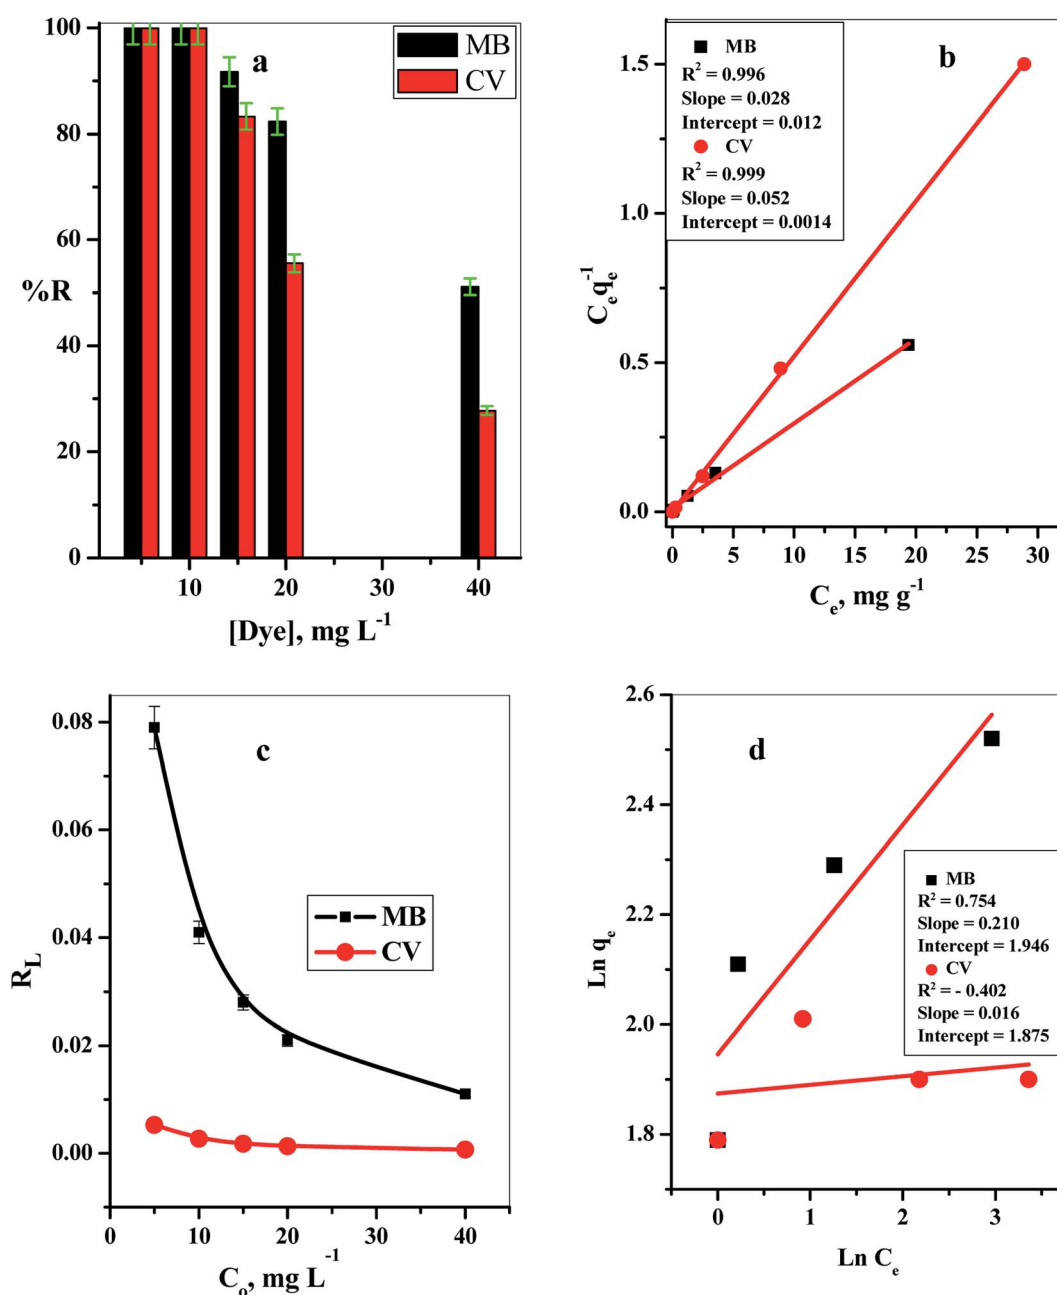 a
MB
CV
100
80
60
%R
40
20
0
10
20
30
40
[Dye], mg L⁻¹
b
MB
R² = 0.996
Slope = 0.028
Intercept = 0.012
CV
R² = 0.999
Slope = 0.052
Intercept = 0.0014
1.5
1.0
0.5
0.0
Cₑqₑ⁻¹
0
5
10
15
20
25
30
Cₑ, mg g⁻¹
c
MB
CV
0.08
0.06
0.04
0.02
0.00
R_L
0
10
20
30
40
Cₒ, mg L⁻¹
d
MB
R² = 0.754
Slope = 0.210
Intercept = 1.946
CV
R² = - 0.402
Slope = 0.016
Intercept = 1.875
2.6
2.4
2.2
2.0
1.8
Ln qₑ
0
1
2
3
Ln Cₑ